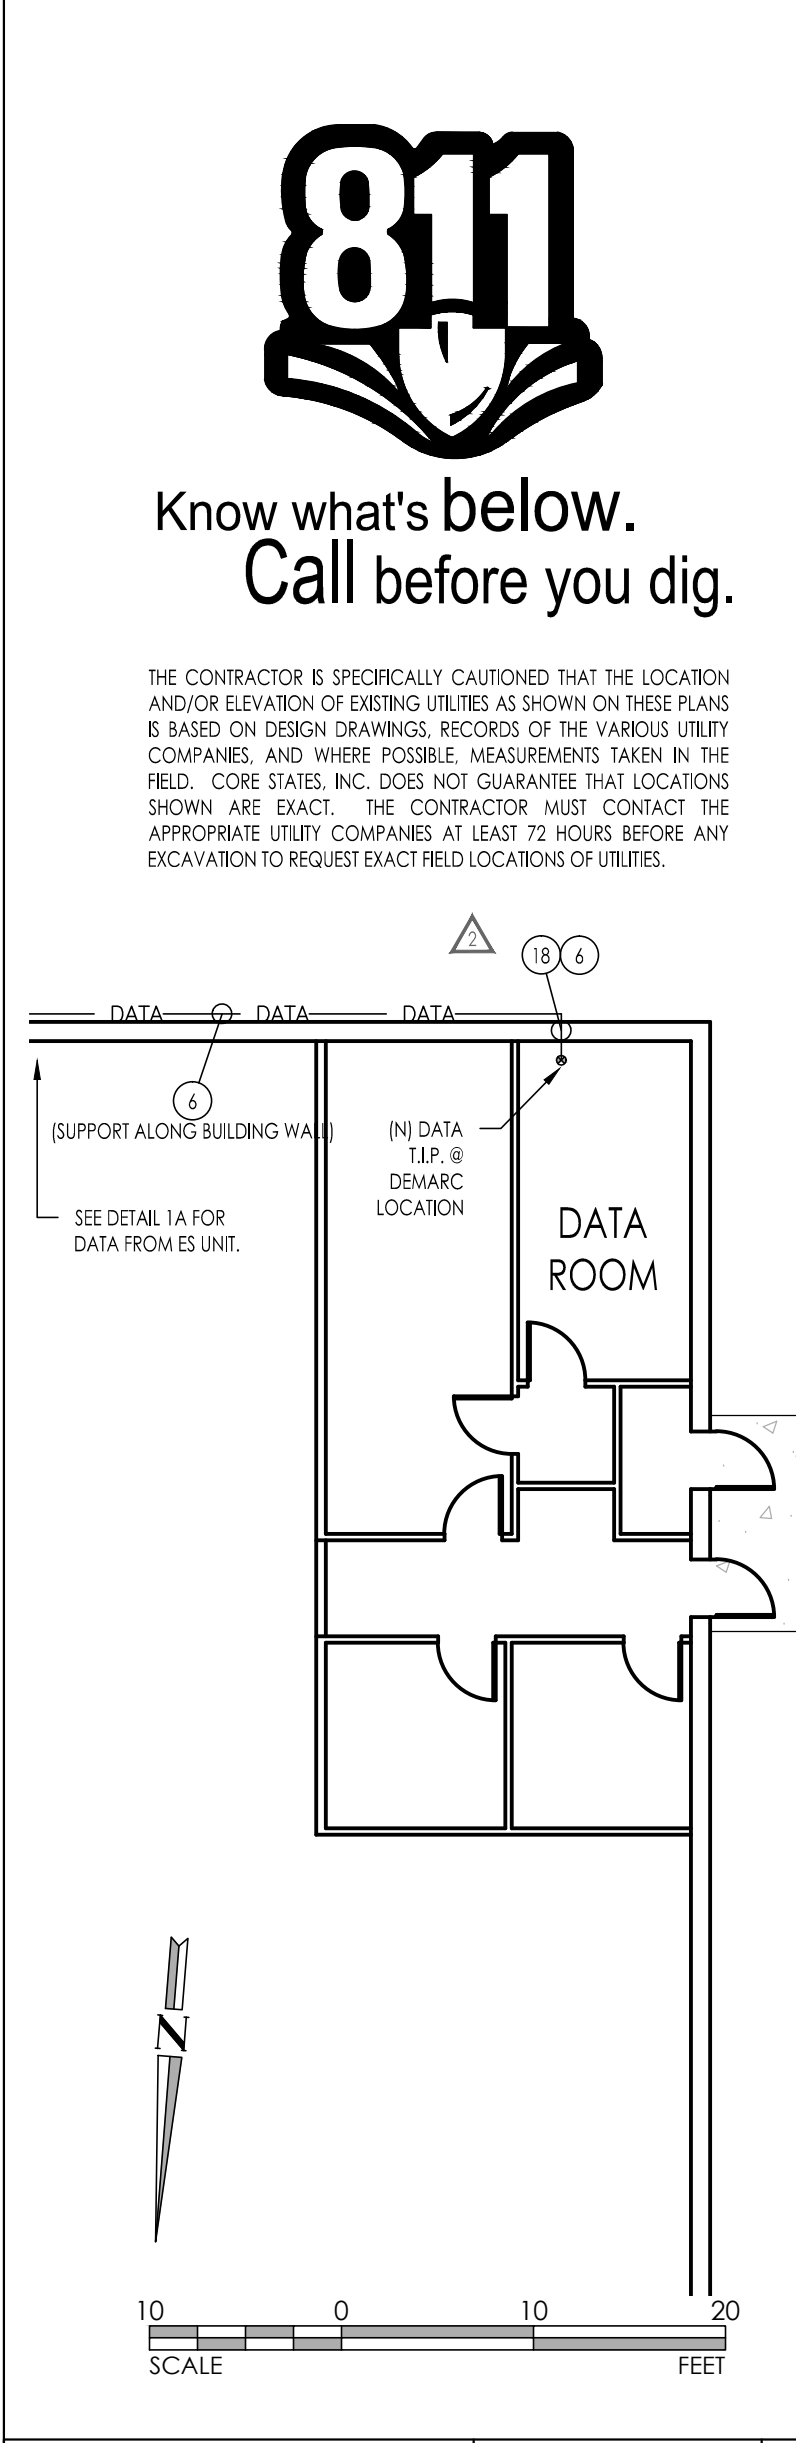 811
Know what's below.
Call before you dig.
THE CONTRACTOR IS SPECIFICALLY CAUTIONED THAT THE LOCATION
AND/OR ELEVATION OF EXISTING UTILITIES AS SHOWN ON THESE PLANS
IS BASED ON DESIGN DRAWINGS, RECORDS OF THE VARIOUS UTILITY
COMPANIES, AND WHERE POSSIBLE, MEASUREMENTS TAKEN IN THE
FIELD. CORE STATES, INC. DOES NOT GUARANTEE THAT LOCATIONS
SHOWN ARE EXACT. THE CONTRACTOR MUST CONTACT THE
APPROPRIATE UTILITY COMPANIES AT LEAST 72 HOURS BEFORE ANY
EXCAVATION TO REQUEST EXACT FIELD LOCATIONS OF UTILITIES.
2
18 6
DATA DATA DATA
6
(SUPPORT ALONG BUILDING WALL)
(N) DATA
T.I.P. @
DEMARC
LOCATION
SEE DETAIL 1A FOR
DATA FROM ES UNIT.
DATA
ROOM
N
10 0 10 20
SCALE FEET